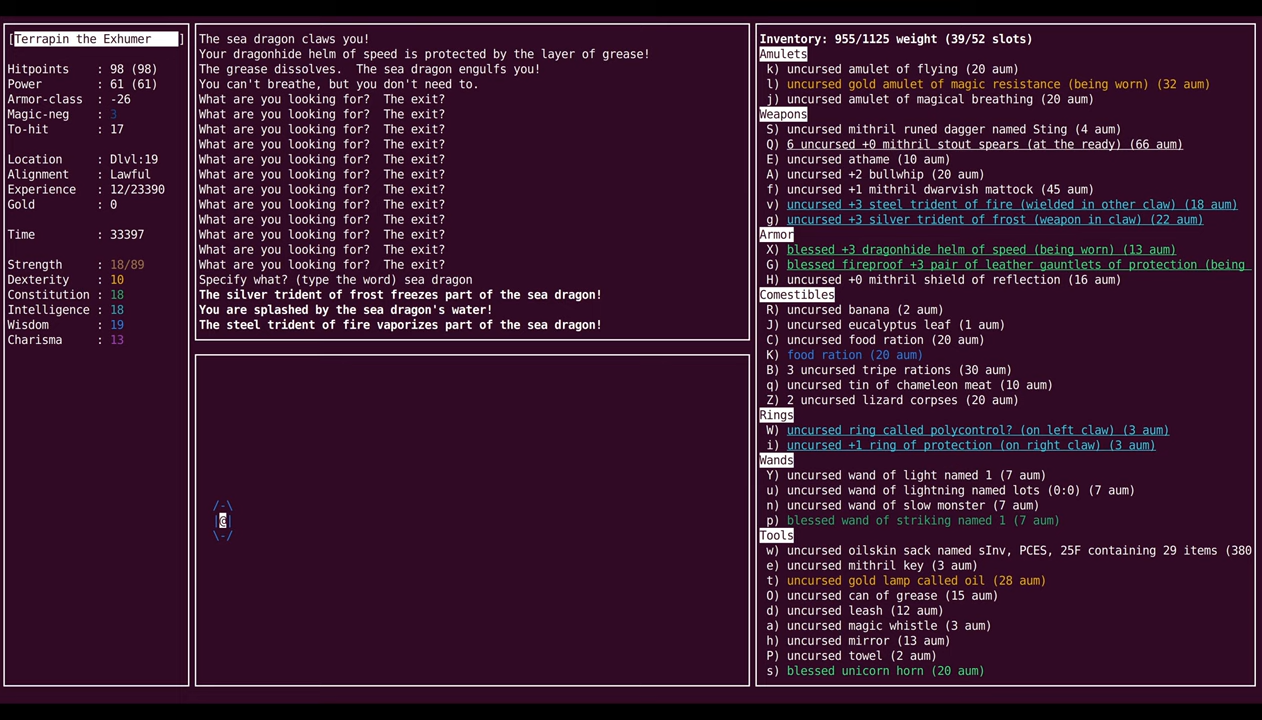 [Terrapin the Exhumer ]
Hitpoints : 98 (98)
Power : 61 (61)
Armor-class : -26
Magic-neg : 3
To-hit : 17
Location : Dlvl:19
Alignment : Lawful
Experience : 12/23390
Gold : 0
Time : 33397
Strength : 18/89
Dexterity : 10
Constitution : 18
Intelligence : 18
Wisdom : 19
Charisma : 13
The sea dragon claws you!
Your dragonhide helm of speed is protected by the layer of grease!
The grease dissolves. The sea dragon engulfs you!
You can't breathe, but you don't need to.
What are you looking for? The exit?
What are you looking for? The exit?
What are you looking for? The exit?
What are you looking for? The exit?
What are you looking for? The exit?
What are you looking for? The exit?
What are you looking for? The exit?
What are you looking for? The exit?
What are you looking for? The exit?
What are you looking for? The exit?
What are you looking for? The exit?
What are you looking for? The exit?
Specify what? (type the word) sea dragon
The silver trident of frost freezes part of the sea dragon!
You are splashed by the sea dragon's water!
The steel trident of fire vaporizes part of the sea dragon!
/-\
|@|
\-/
Inventory: 955/1125 weight (39/52 slots)
Amulets
k) uncursed amulet of flying (20 aum)
l) uncursed gold amulet of magic resistance (being worn) (32 aum)
j) uncursed amulet of magical breathing (20 aum)
Weapons
S) uncursed mithril runed dagger named Sting (4 aum)
Q) 6 uncursed +0 mithril stout spears (at the ready) (66 aum)
E) uncursed athame (10 aum)
A) uncursed +2 bullwhip (20 aum)
f) uncursed +1 mithril dwarvish mattock (45 aum)
v) uncursed +3 steel trident of fire (wielded in other claw) (18 aum)
g) uncursed +3 silver trident of frost (weapon in claw) (22 aum)
Armor
X) blessed +3 dragonhide helm of speed (being worn) (13 aum)
G) blessed fireproof +3 pair of leather gauntlets of protection (being
H) uncursed +0 mithril shield of reflection (16 aum)
Comestibles
R) uncursed banana (2 aum)
J) uncursed eucalyptus leaf (1 aum)
C) uncursed food ration (20 aum)
K) food ration (20 aum)
B) 3 uncursed tripe rations (30 aum)
q) uncursed tin of chameleon meat (10 aum)
Z) 2 uncursed lizard corpses (20 aum)
Rings
W) uncursed ring called polycontrol? (on left claw) (3 aum)
i) uncursed +1 ring of protection (on right claw) (3 aum)
Wands
Y) uncursed wand of light named 1 (7 aum)
u) uncursed wand of lightning named lots (0:0) (7 aum)
n) uncursed wand of slow monster (7 aum)
p) blessed wand of striking named 1 (7 aum)
Tools
w) uncursed oilskin sack named sInv, PCES, 25F containing 29 items (380
e) uncursed mithril key (3 aum)
t) uncursed gold lamp called oil (28 aum)
O) uncursed can of grease (15 aum)
d) uncursed leash (12 aum)
a) uncursed magic whistle (3 aum)
h) uncursed mirror (13 aum)
P) uncursed towel (2 aum)
s) blessed unicorn horn (20 aum)